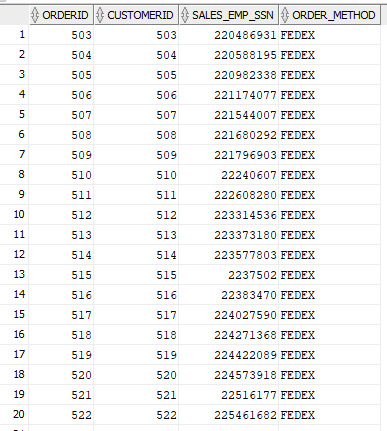 ORDERID CUSTOMERID SALES_EMP_SSN ORDER_METHOD
1 503 503 220486931 FEDEX
2 504 504 220588195 FEDEX
3 505 505 220982338 FEDEX
4 506 506 221174077 FEDEX
5 507 507 221544007 FEDEX
6 508 508 221680292 FEDEX
7 509 509 221796903 FEDEX
8 510 510 22240607 FEDEX
9 511 511 222608280 FEDEX
10 512 512 223314536 FEDEX
11 513 513 223373180 FEDEX
12 514 514 223577803 FEDEX
13 515 515 2237502 FEDEX
14 516 516 22383470 FEDEX
15 517 517 224027590 FEDEX
16 518 518 224271368 FEDEX
17 519 519 224422089 FEDEX
18 520 520 224573918 FEDEX
19 521 521 22516177 FEDEX
20 522 522 225461682 FEDEX